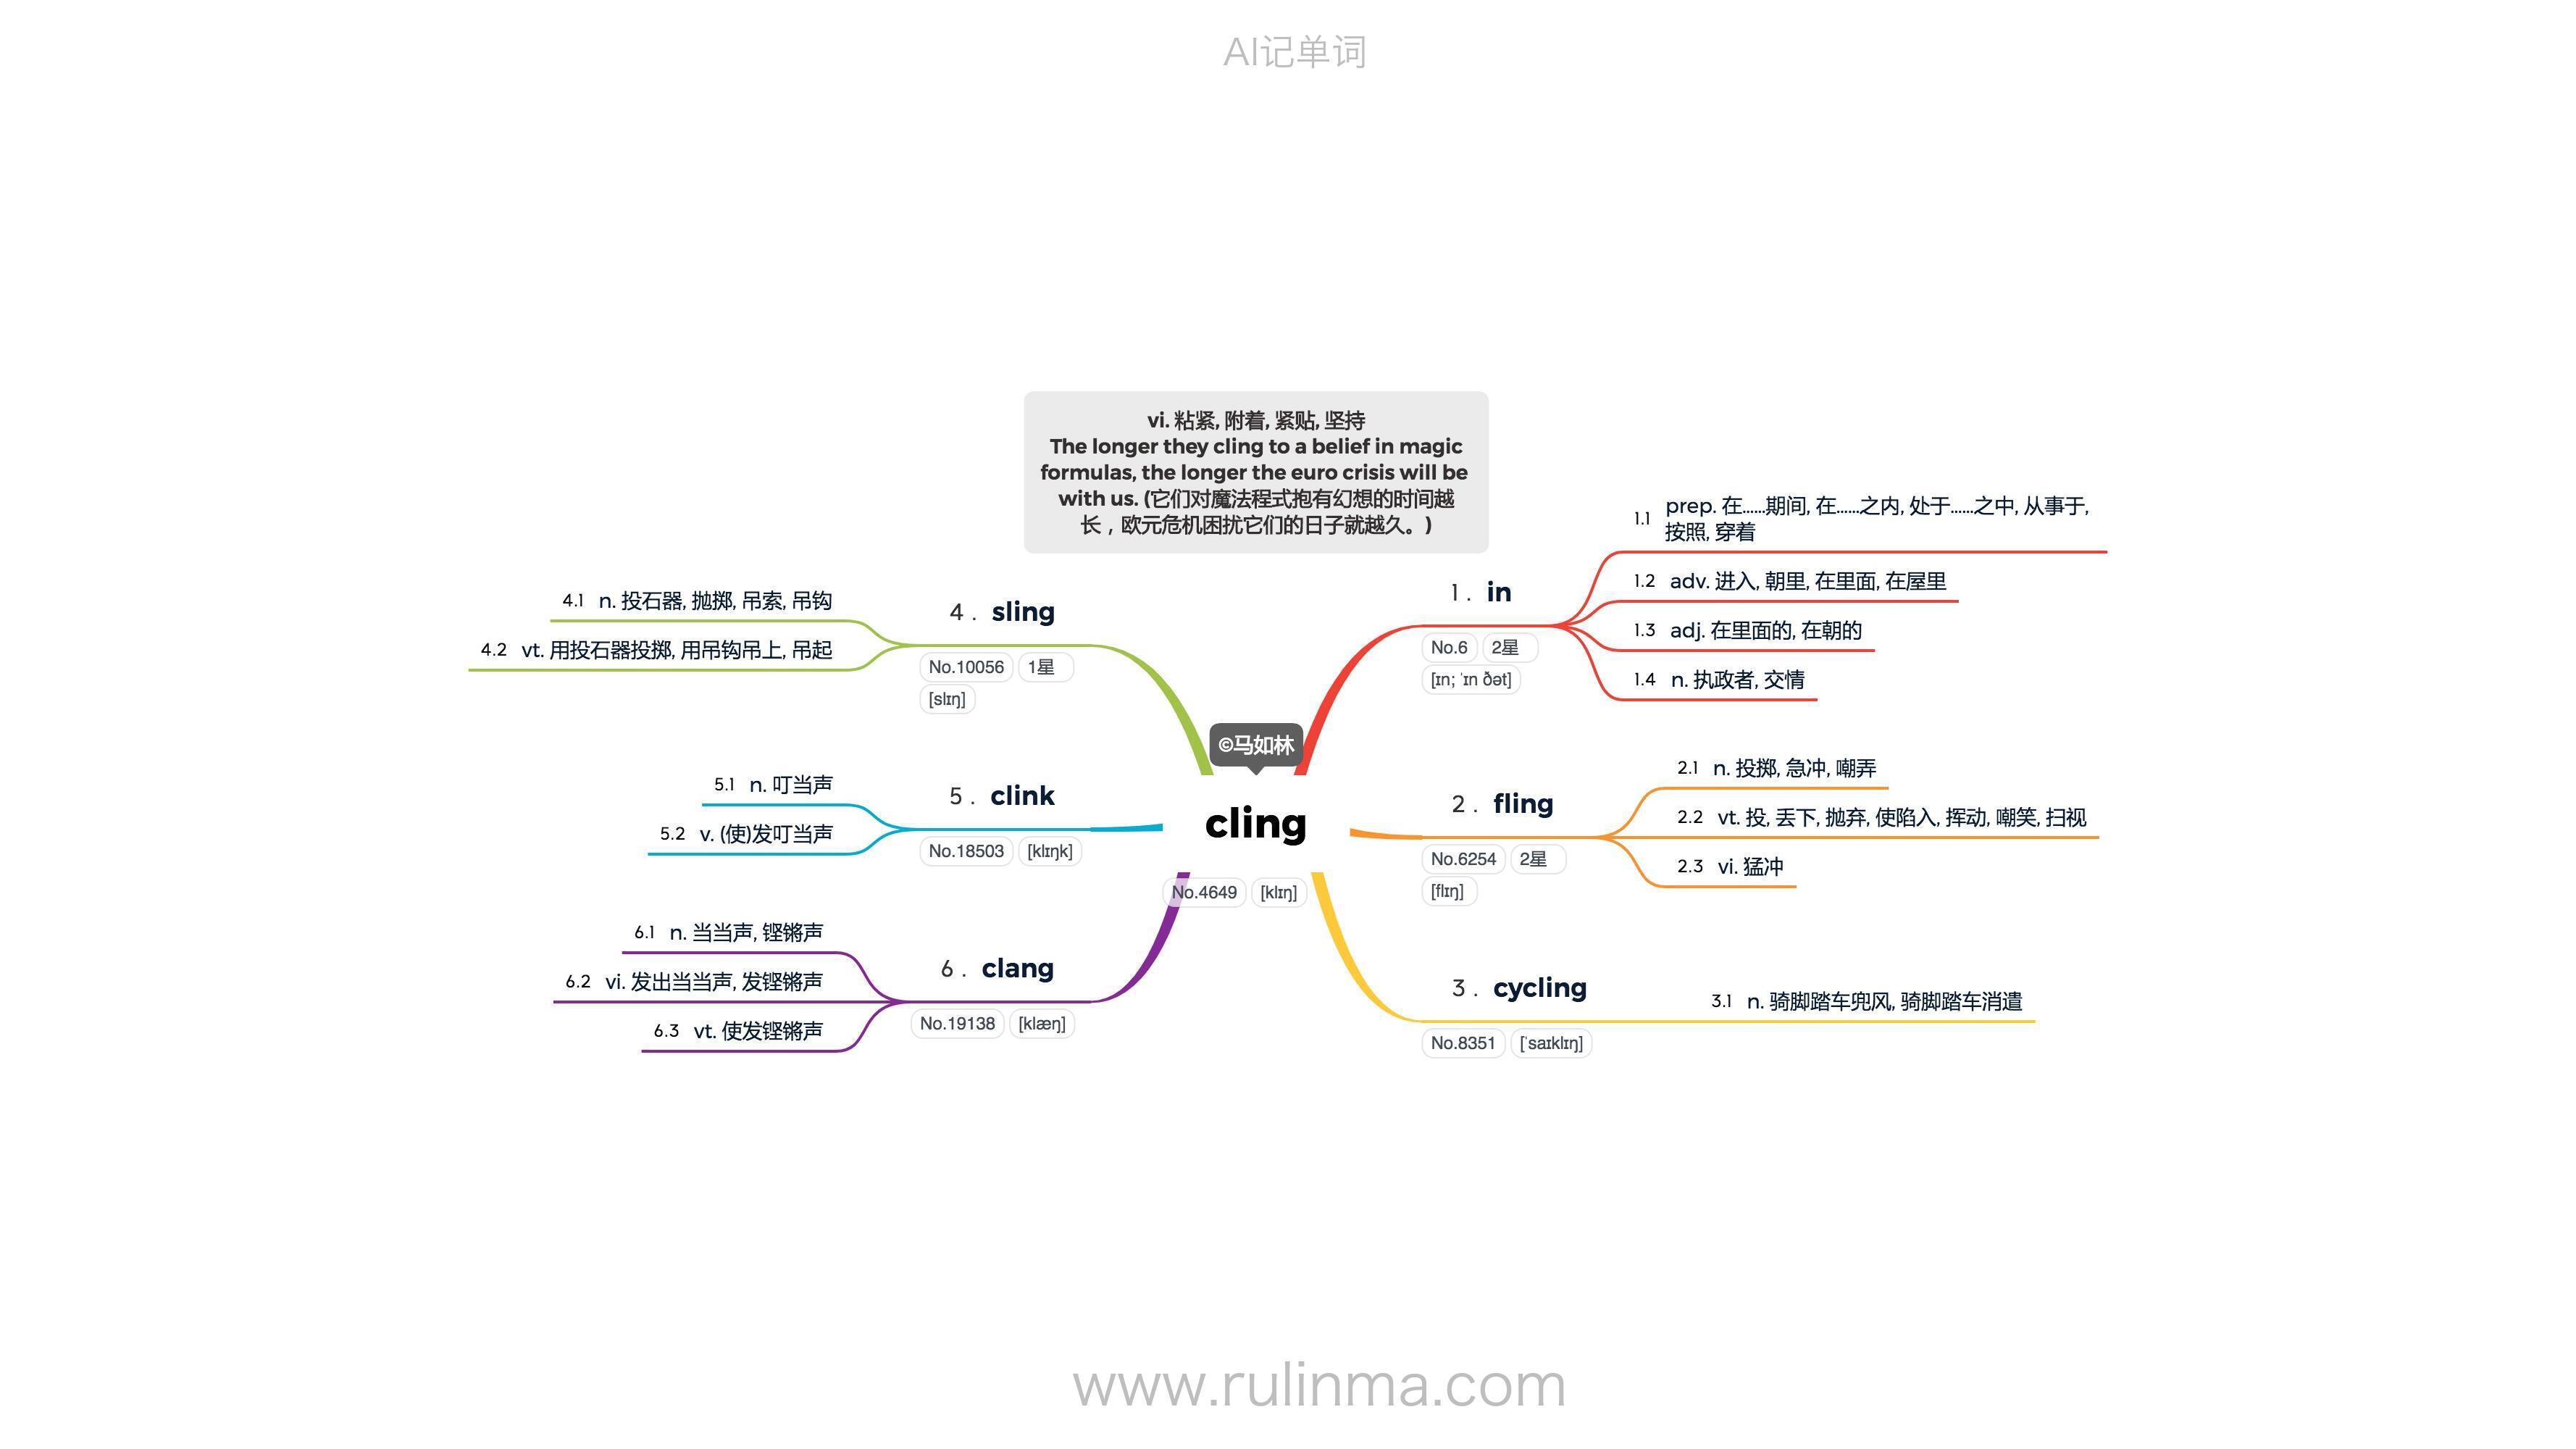 AI记单词
vi. 粘紧, 附着, 紧贴, 坚持
The longer they cling to a belief in magic
formulas, the longer the euro crisis will be
with us. (它们对魔法程式抱有幻想的时间越
长，欧元危机困扰它们的日子就越久。)
©马如林
cling
No.4649 [klɪŋ]
1 . in
No.6 2星
[ɪn; ˈɪn ðət]
1.1 prep. 在……期间, 在……之内, 处于……之中, 从事于,
按照, 穿着
1.2 adv. 进入, 朝里, 在里面, 在屋里
1.3 adj. 在里面的, 在朝的
1.4 n. 执政者, 交情
2 . fling
No.6254 2星
[flɪŋ]
2.1 n. 投掷, 急冲, 嘲弄
2.2 vt. 投, 丢下, 抛弃, 使陷入, 挥动, 嘲笑, 扫视
2.3 vi. 猛冲
3 . cycling
No.8351 [ˈsaɪklɪŋ]
3.1 n. 骑脚踏车兜风, 骑脚踏车消遣
4 . sling
No.10056 1星
[slɪŋ]
4.1 n. 投石器, 抛掷, 吊索, 吊钩
4.2 vt. 用投石器投掷, 用吊钩吊上, 吊起
5 . clink
No.18503 [klɪŋk]
5.1 n. 叮当声
5.2 v. (使)发叮当声
6 . clang
No.19138 [klæŋ]
6.1 n. 当当声, 铿锵声
6.2 vi. 发出当当声, 发铿锵声
6.3 vt. 使发铿锵声
www.rulinma.com